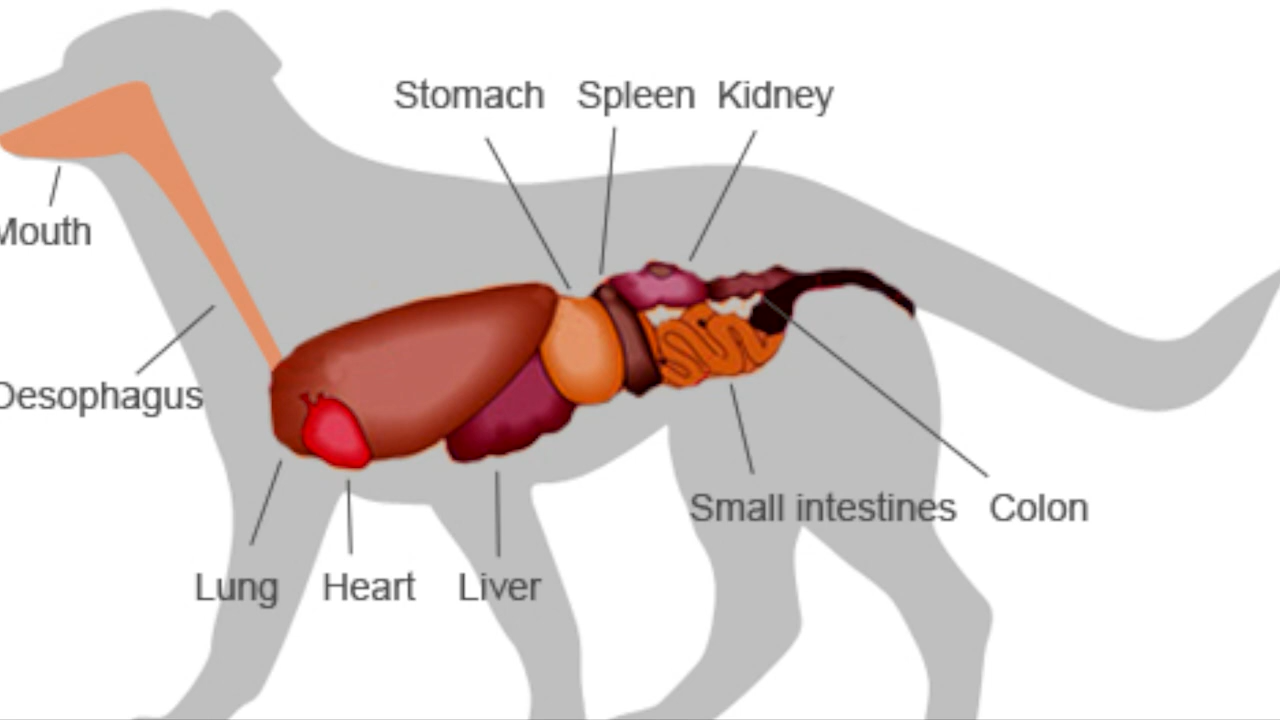 Stomach Spleen Kidney
Mouth
Oesophagus
Small intestines Colon
Lung Heart Liver